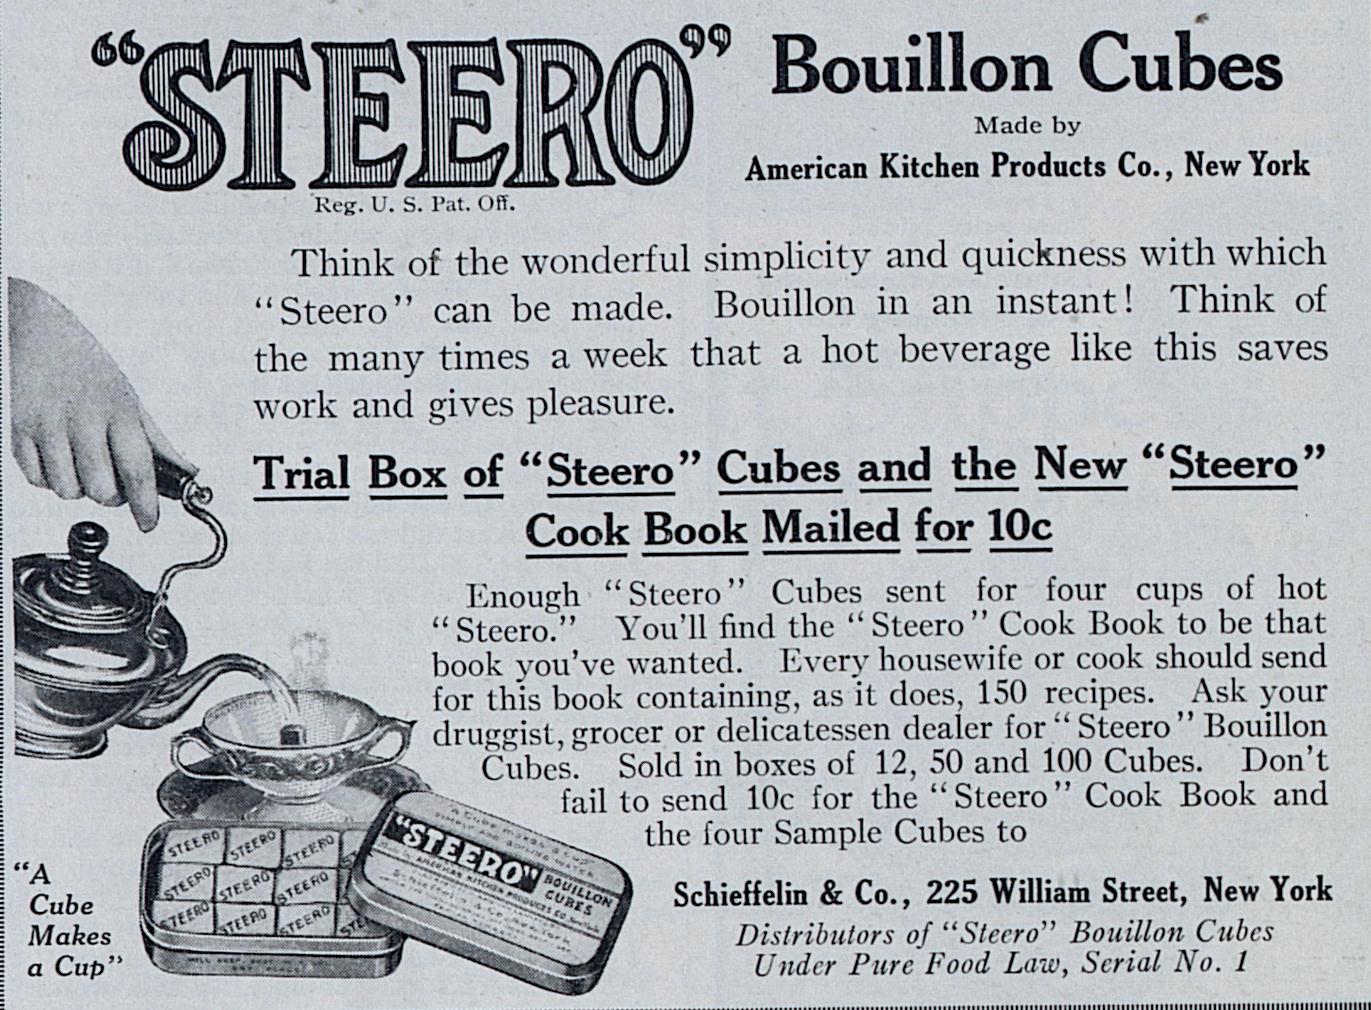 "STEERO" Bouillon Cubes
Reg. U. S. Pat. Off.
Made by
American Kitchen Products Co., New York
Think of the wonderful simplicity and quickness with which
"Steero" can be made. Bouillon in an instant! Think of
the many times a week that a hot beverage like this saves
work and gives pleasure.
Trial Box of "Steero" Cubes and the New "Steero"
Cook Book Mailed for 10c
Enough "Steero" Cubes sent for four cups of hot
"Steero." You'll find the "Steero" Cook Book to be that
book you've wanted. Every housewife or cook should send
for this book containing, as it does, 150 recipes. Ask your
druggist, grocer or delicatessen dealer for "Steero" Bouillon
Cubes. Sold in boxes of 12, 50 and 100 Cubes. Don't
fail to send 10c for the "Steero" Cook Book and
the four Sample Cubes to
Schieffelin & Co., 225 William Street, New York
Distributors of "Steero" Bouillon Cubes
Under Pure Food Law, Serial No. 1
"A
Cube
Makes
a Cup"
STEERO STEERO STEERO
STEERO STEERO STEERO
STEERO STEERO STEERO
A Cube makes a cup
"STEERO" BOUILLON
CUBES
AMERICAN KITCHEN PRODUCTS CO.